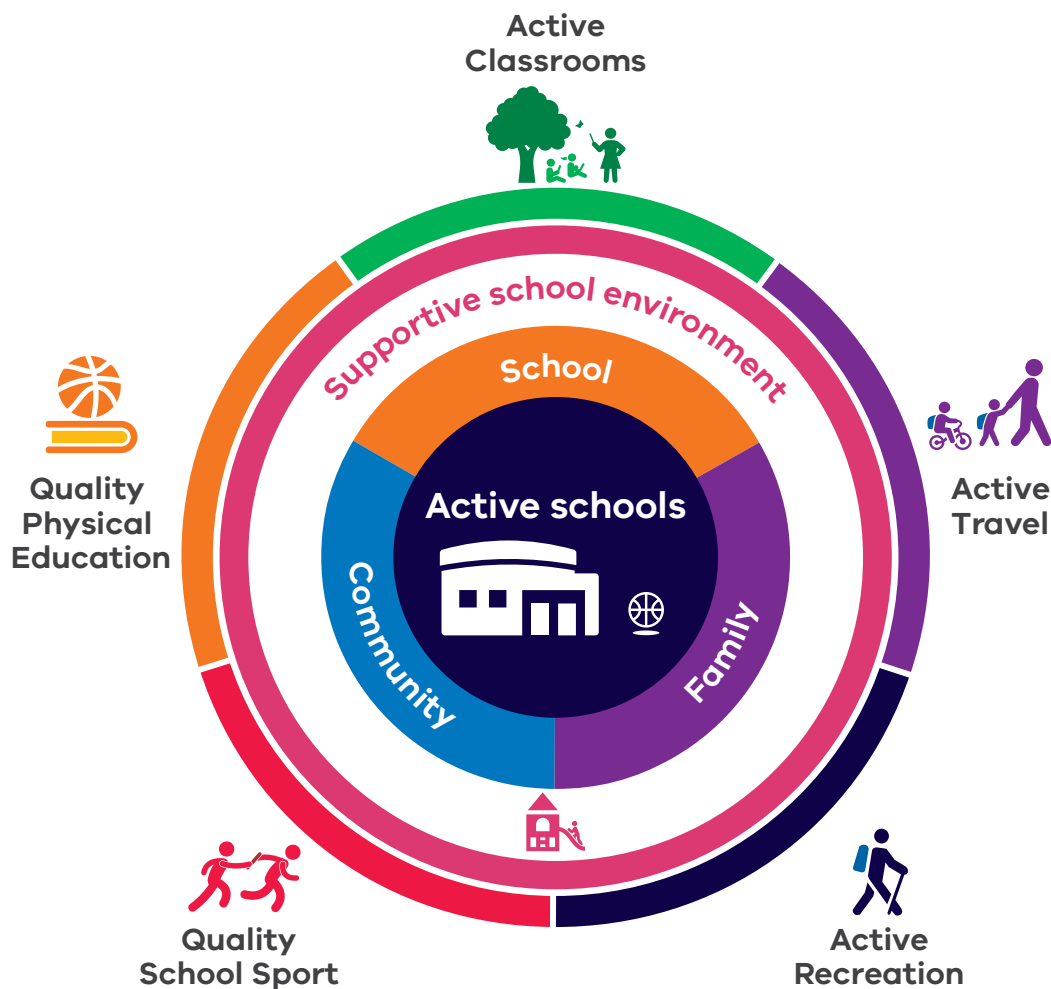 Active
Classrooms
Supportive school environment
School
Active schools
Community
Family
Quality
Physical
Education
Active
Travel
Quality
School Sport
Active
Recreation